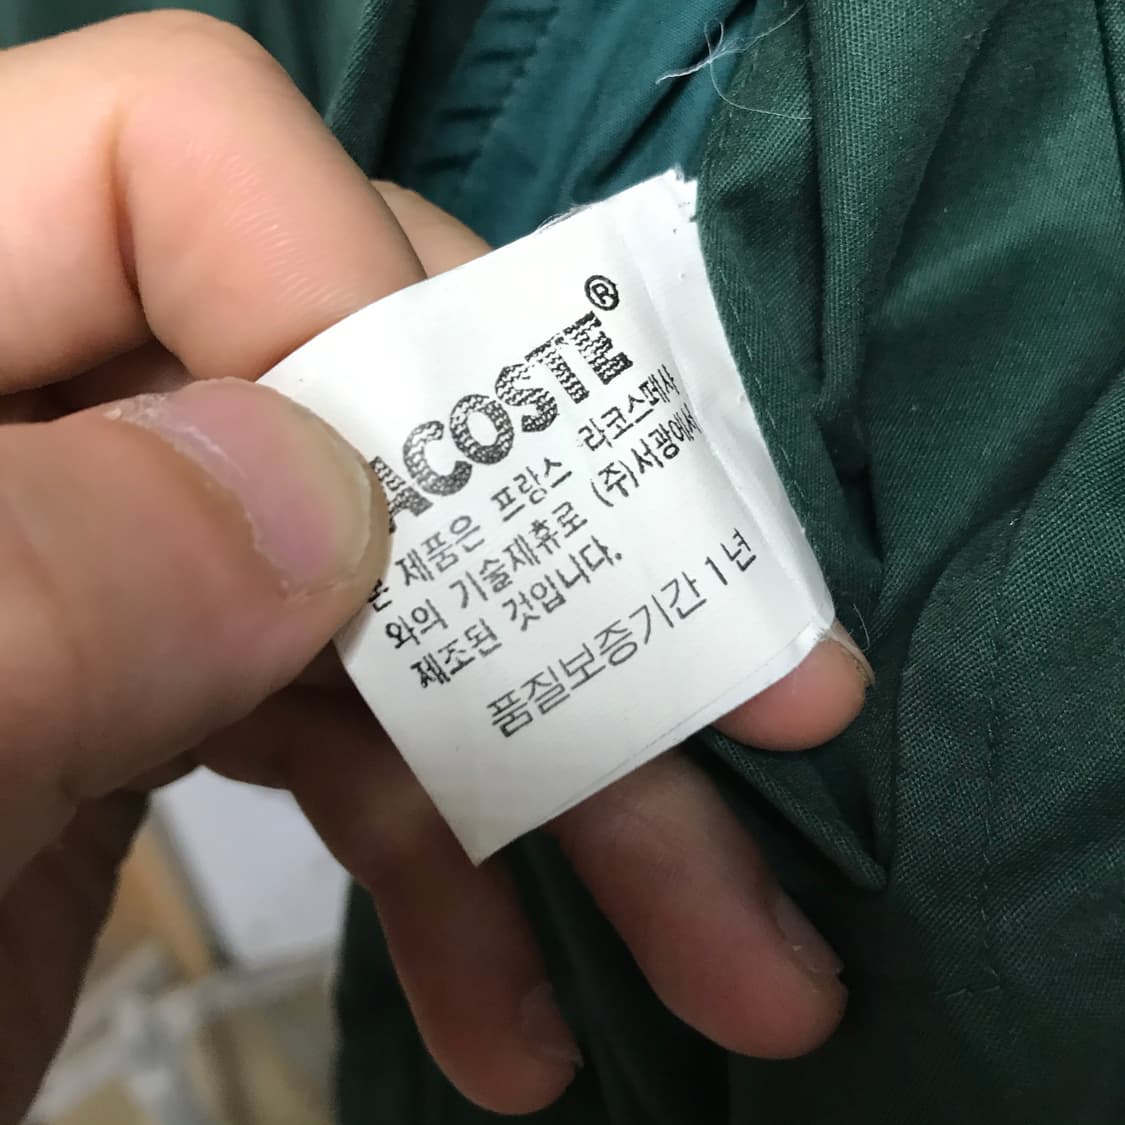 ACOSTE®
본 제품은 프랑스 라코스떼사
와의 기술제휴로 (주)서광에서
제조된 것입니다.
품질보증기간 1년